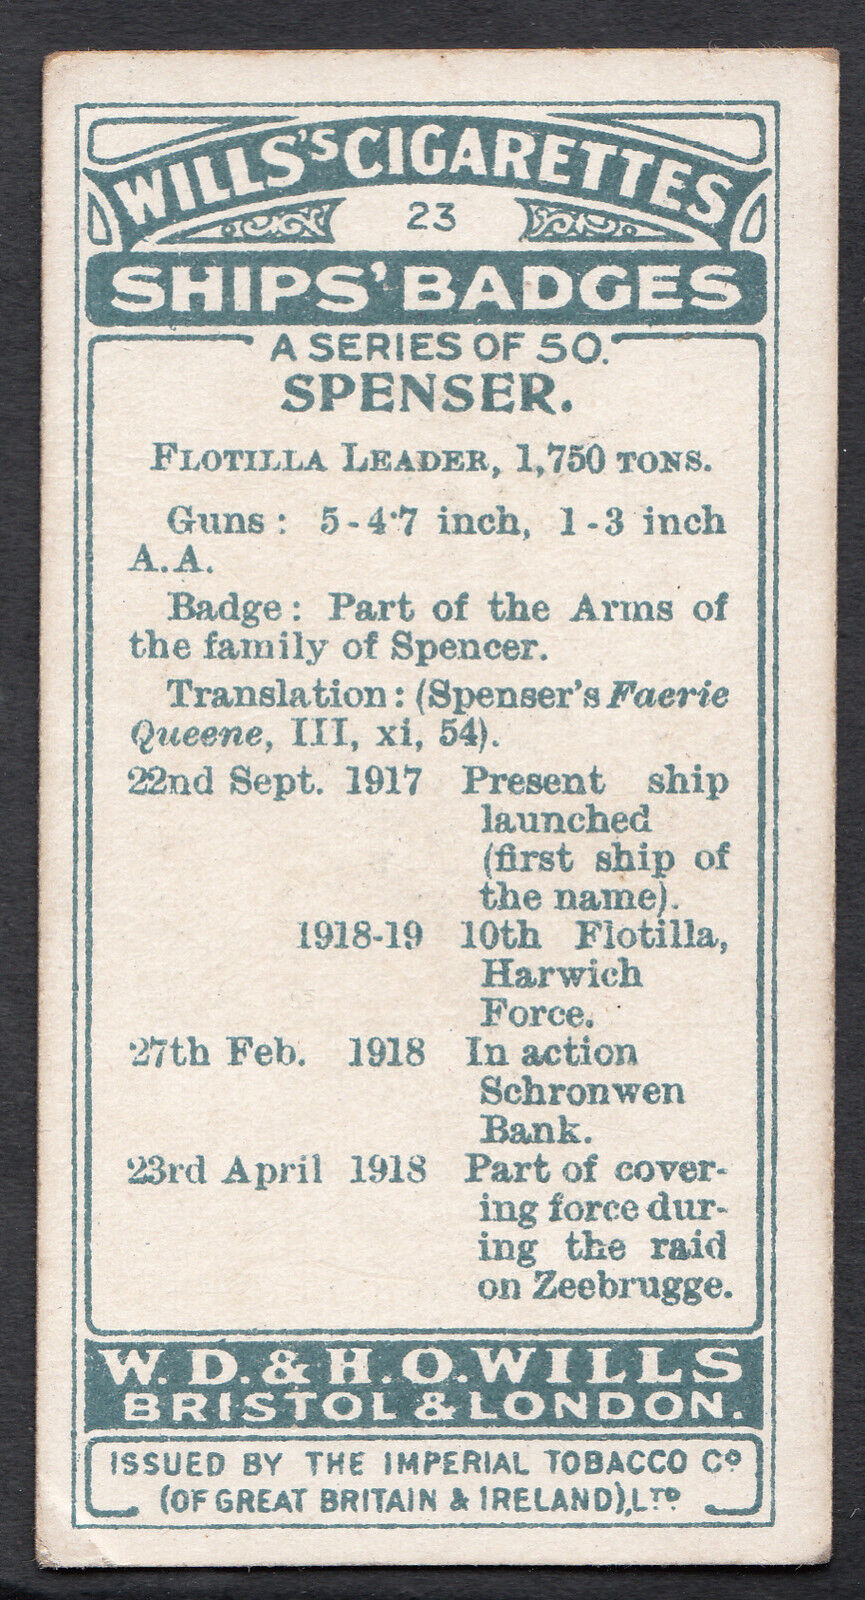 WILLS'S CIGARETTES
23
SHIPS' BADGES
A SERIES OF 50.
SPENSER.
FLOTILLA LEADER, 1,750 TONS.
Guns: 5-4·7 inch, 1-3 inch
A.A.
Badge: Part of the Arms of
the family of Spencer.
Translation: (Spenser's Faerie
Queene, III, xi, 54).
22nd Sept. 1917 Present ship
launched
(first ship of
the name).
1918-19 10th Flotilla,
Harwich
Force.
27th Feb. 1918 In action
Schronwen
Bank.
23rd April 1918 Part of cover-
ing force dur-
ing the raid
on Zeebrugge.
W. D. & H. O. WILLS
BRISTOL & LONDON.
ISSUED BY THE IMPERIAL TOBACCO Co
(OF GREAT BRITAIN & IRELAND), LTD